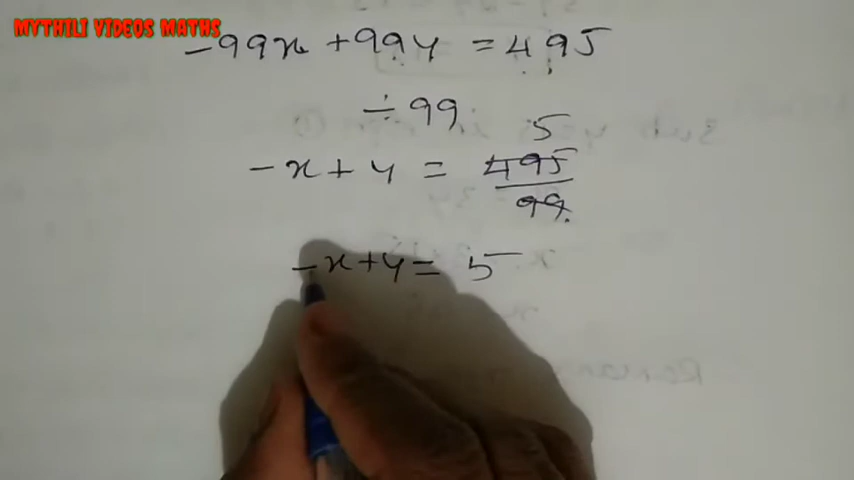 MYTHILI VIDEOS MATHS
-99x +99y = 495
÷ 99
5
-x + y = 495
99
-x + y = 5